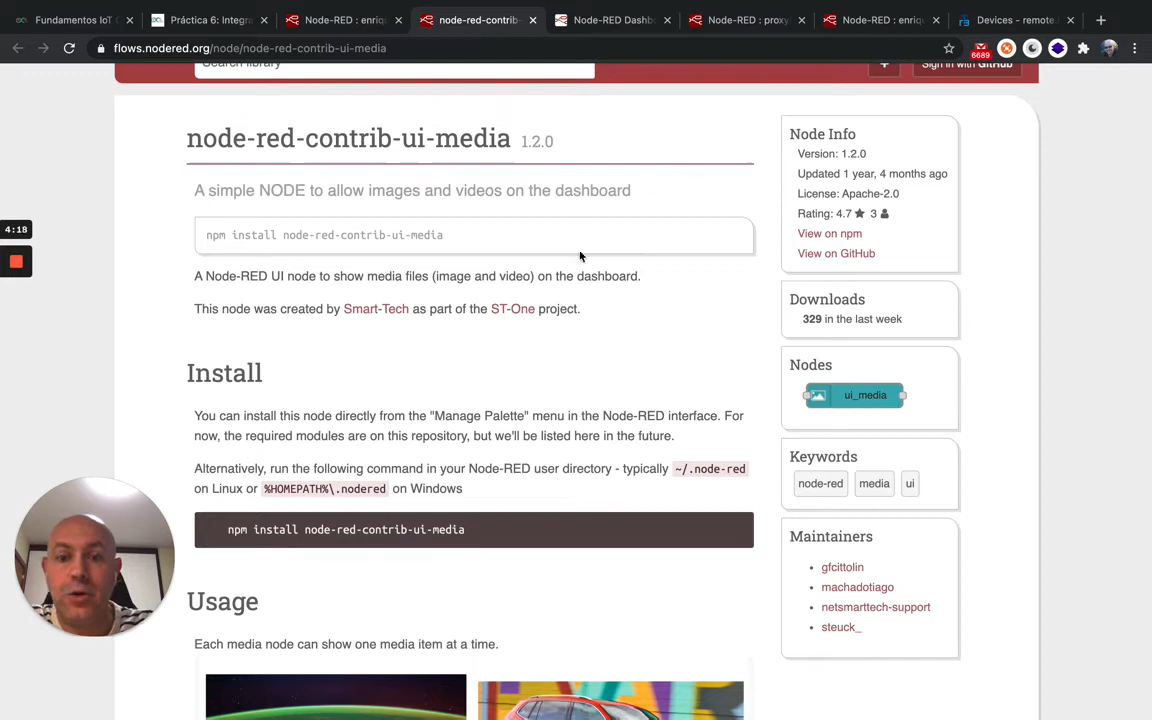 Fundamentos IoT
Práctica 6: Integra
Node-RED : enriq
node-red-contrib-
Node-RED Dashb
Node-RED : proxy
Node-RED : enriq
Devices - remote.
flows.nodered.org/node/node-red-contrib-ui-media
6689
Search library
+
Sign in with GitHub
node-red-contrib-ui-media 1.2.0
A simple NODE to allow images and videos on the dashboard
npm install node-red-contrib-ui-media
A Node-RED UI node to show media files (image and video) on the dashboard.
This node was created by Smart-Tech as part of the ST-One project.
Install
You can install this node directly from the "Manage Palette" menu in the Node-RED interface. For
now, the required modules are on this repository, but we'll be listed here in the future.
Alternatively, run the following command in your Node-RED user directory - typically ~/.node-red
on Linux or %HOMEPATH%\.nodered on Windows
npm install node-red-contrib-ui-media
Usage
Each media node can show one media item at a time.
Node Info
Version: 1.2.0
Updated 1 year, 4 months ago
License: Apache-2.0
Rating: 4.7 3
View on npm
View on GitHub
Downloads
329 in the last week
Nodes
ui_media
Keywords
node-red media ui
Maintainers
gfcittolin
machadotiago
netsmarttech-support
steuck_
4:18